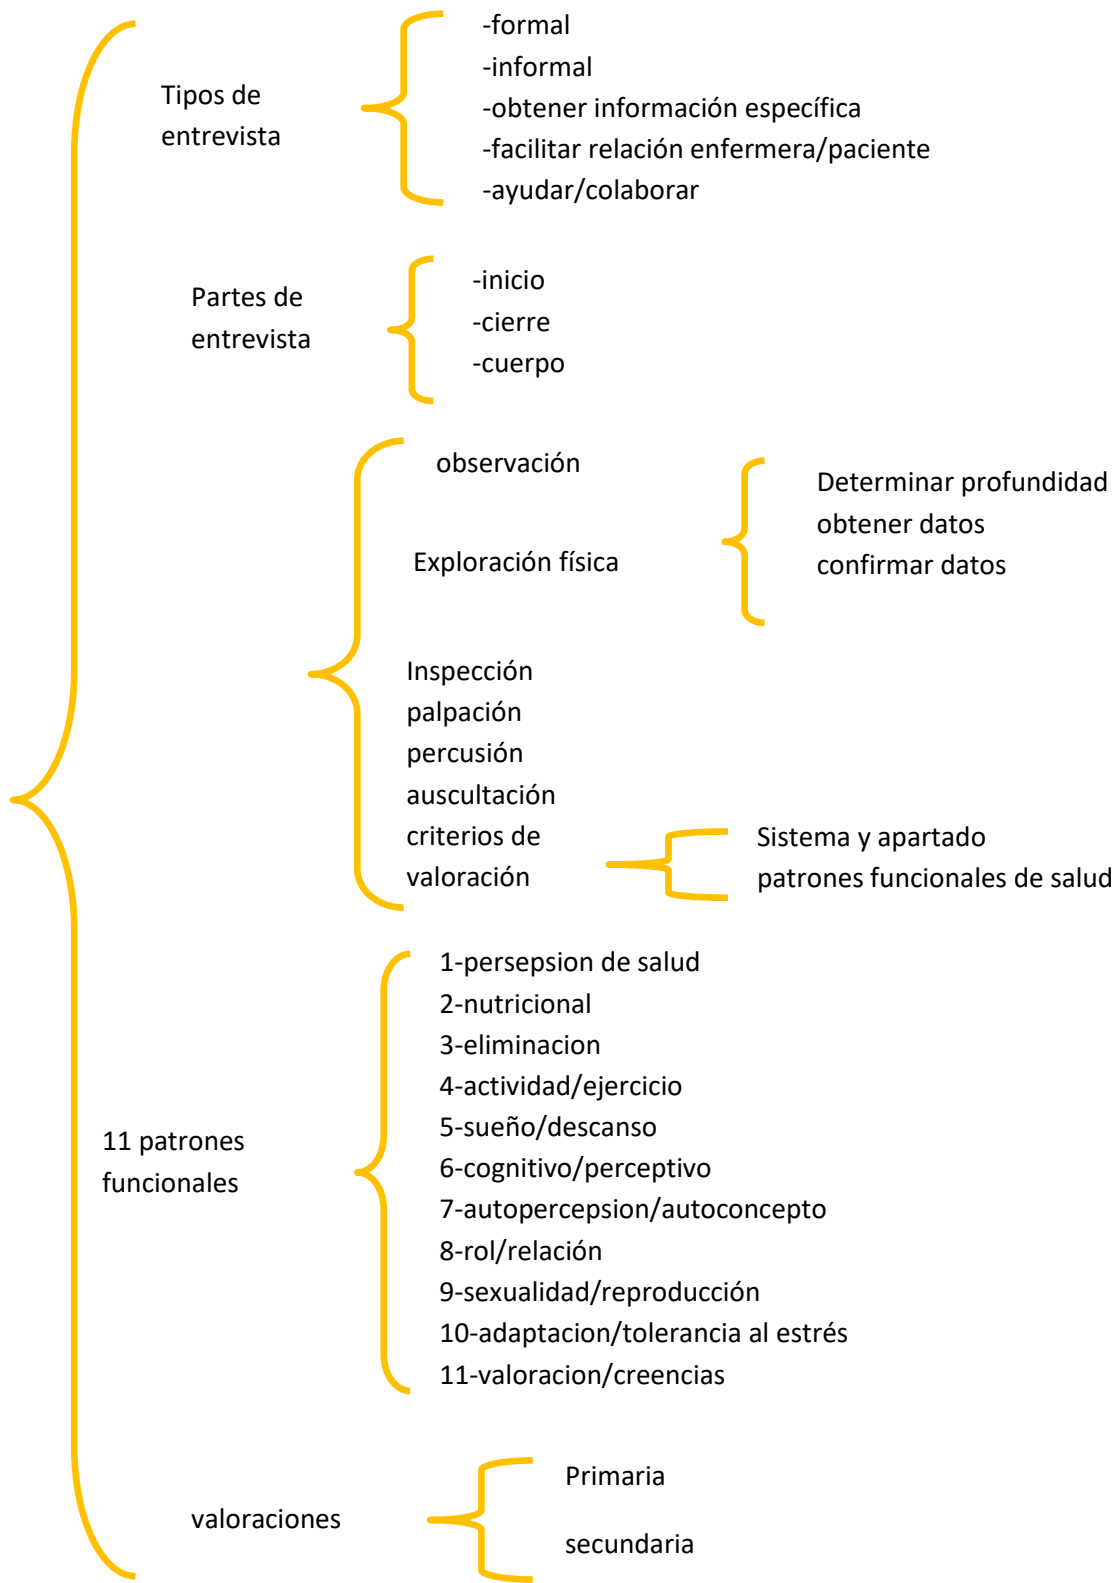 Tipos de
entrevista
-formal
-informal
-obtener información específica
-facilitar relación enfermera/paciente
-ayudar/colaborar
Partes de
entrevista
-inicio
-cierre
-cuerpo
observación
Exploración física
Determinar profundidad
obtener datos
confirmar datos
Inspección
palpación
percusión
auscultación
criterios de
valoración
Sistema y apartado
patrones funcionales de salud
11 patrones
funcionales
1-persepsion de salud
2-nutricional
3-eliminacion
4-actividad/ejercicio
5-sueño/descanso
6-cognitivo/perceptivo
7-autopercepsion/autoconcepto
8-rol/relación
9-sexualidad/reproducción
10-adaptacion/tolerancia al estrés
11-valoracion/creencias
valoraciones
Primaria
secundaria